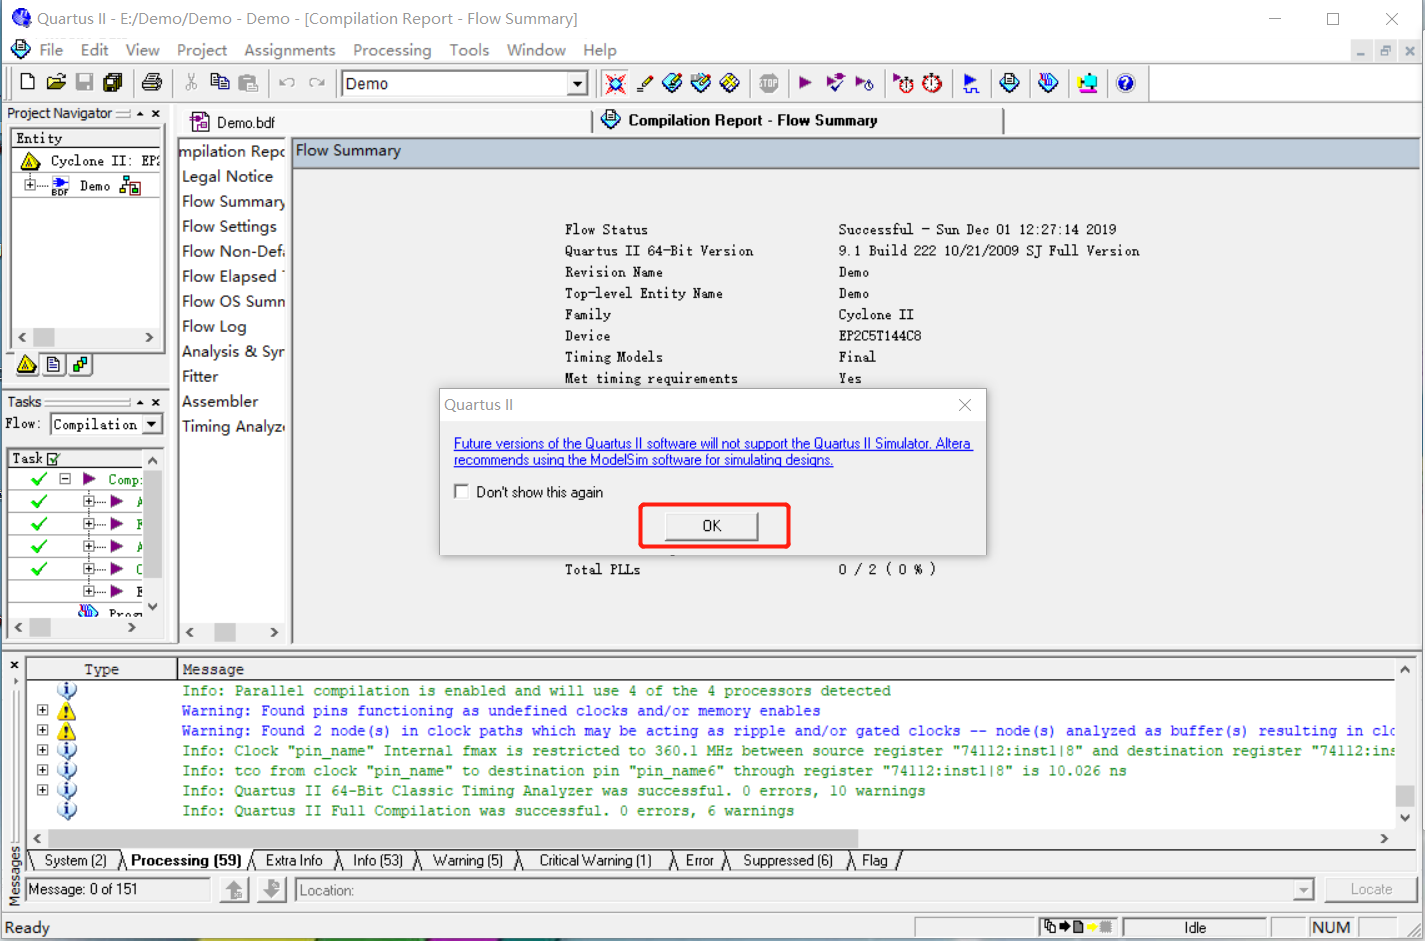 Quartus II - E:/Demo/Demo - Demo - [Compilation Report - Flow Summary]
File Edit View Project Assignments Processing Tools Window Help
Demo
STOP
Project Navigator
Entity
Cyclone II: EP2
BDF Demo
Tasks
Flow: Compilation
Task
Comp:
Demo.bdf
Compilation Report - Flow Summary
mpilation Repo
Legal Notice
Flow Summary
Flow Settings
Flow Non-Defa
Flow Elapsed
Flow OS Summ
Flow Log
Analysis & Syn
Fitter
Assembler
Timing Analyze
Flow Summary
Flow Status Successful - Sun Dec 01 12:27:14 2019
Quartus II 64-Bit Version 9.1 Build 222 10/21/2009 SJ Full Version
Revision Name Demo
Top-level Entity Name Demo
Family Cyclone II
Device EP2C5T144C8
Timing Models Final
Met timing requirements Yes
Quartus II
Future versions of the Quartus II software will not support the Quartus II Simulator. Altera
recommends using the ModelSim software for simulating designs.
Don't show this again
OK
Total PLLs 0 / 2 ( 0 % )
Type Message
Info: Parallel compilation is enabled and will use 4 of the 4 processors detected
Warning: Found pins functioning as undefined clocks and/or memory enables
Warning: Found 2 node(s) in clock paths which may be acting as ripple and/or gated clocks -- node(s) analyzed as buffer(s) resulting in clo
Info: Clock "pin_name" Internal fmax is restricted to 360.1 MHz between source register "74112:inst1|8" and destination register "74112:ins
Info: tco from clock "pin_name" to destination pin "pin_name6" through register "74112:inst1|8" is 10.026 ns
Info: Quartus II 64-Bit Classic Timing Analyzer was successful. 0 errors, 10 warnings
Info: Quartus II Full Compilation was successful. 0 errors, 6 warnings
System (2) Processing (59) Extra Info Info (53) Warning (5) Critical Warning (1) Error Suppressed (6) Flag
Messages
Message: 0 of 151 Location: Locate
Ready Idle NUM